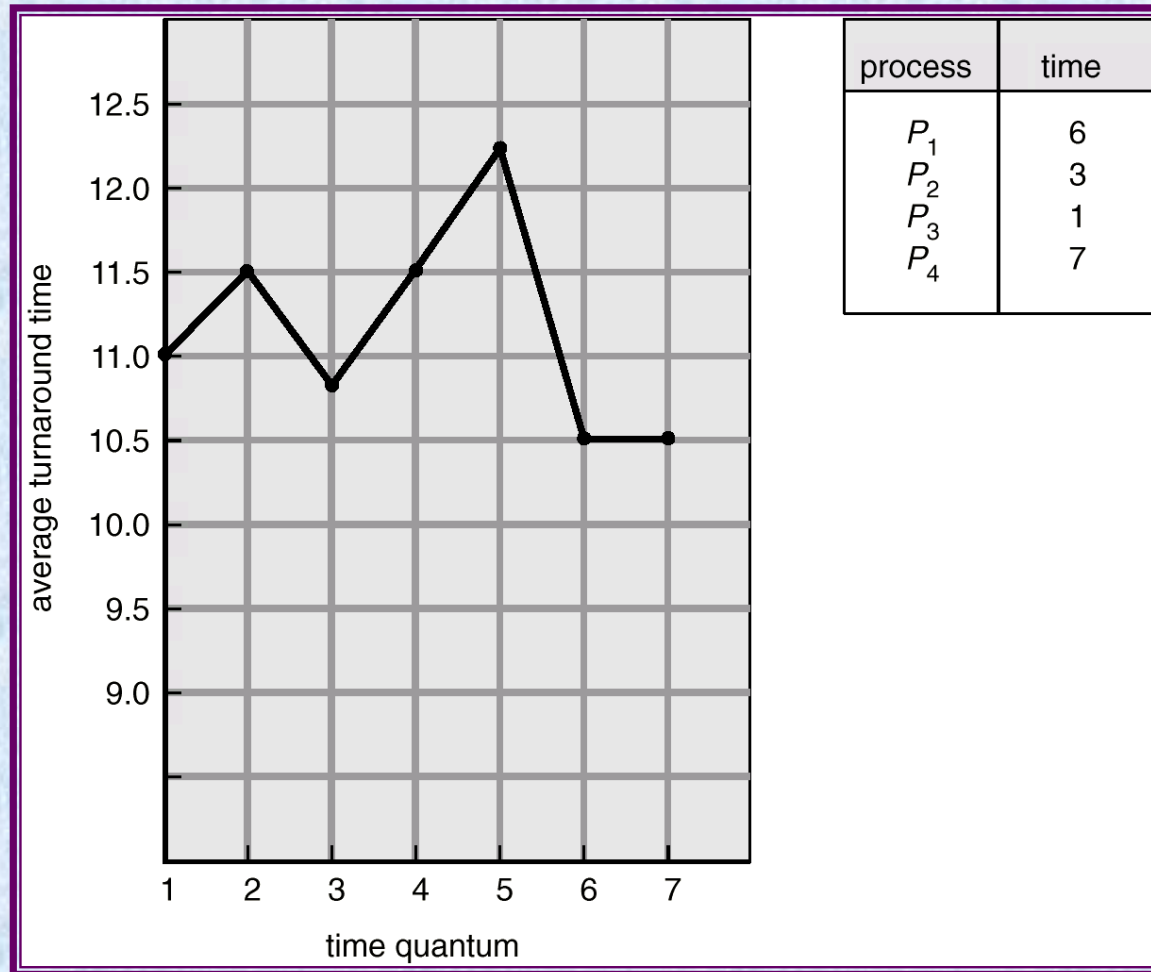 12.5
12.0
11.5
11.0
10.5
10.0
9.5
9.0
average turnaround time
1 2 3 4 5 6 7
time quantum
process time
P1 6
P2 3
P3 1
P4 7